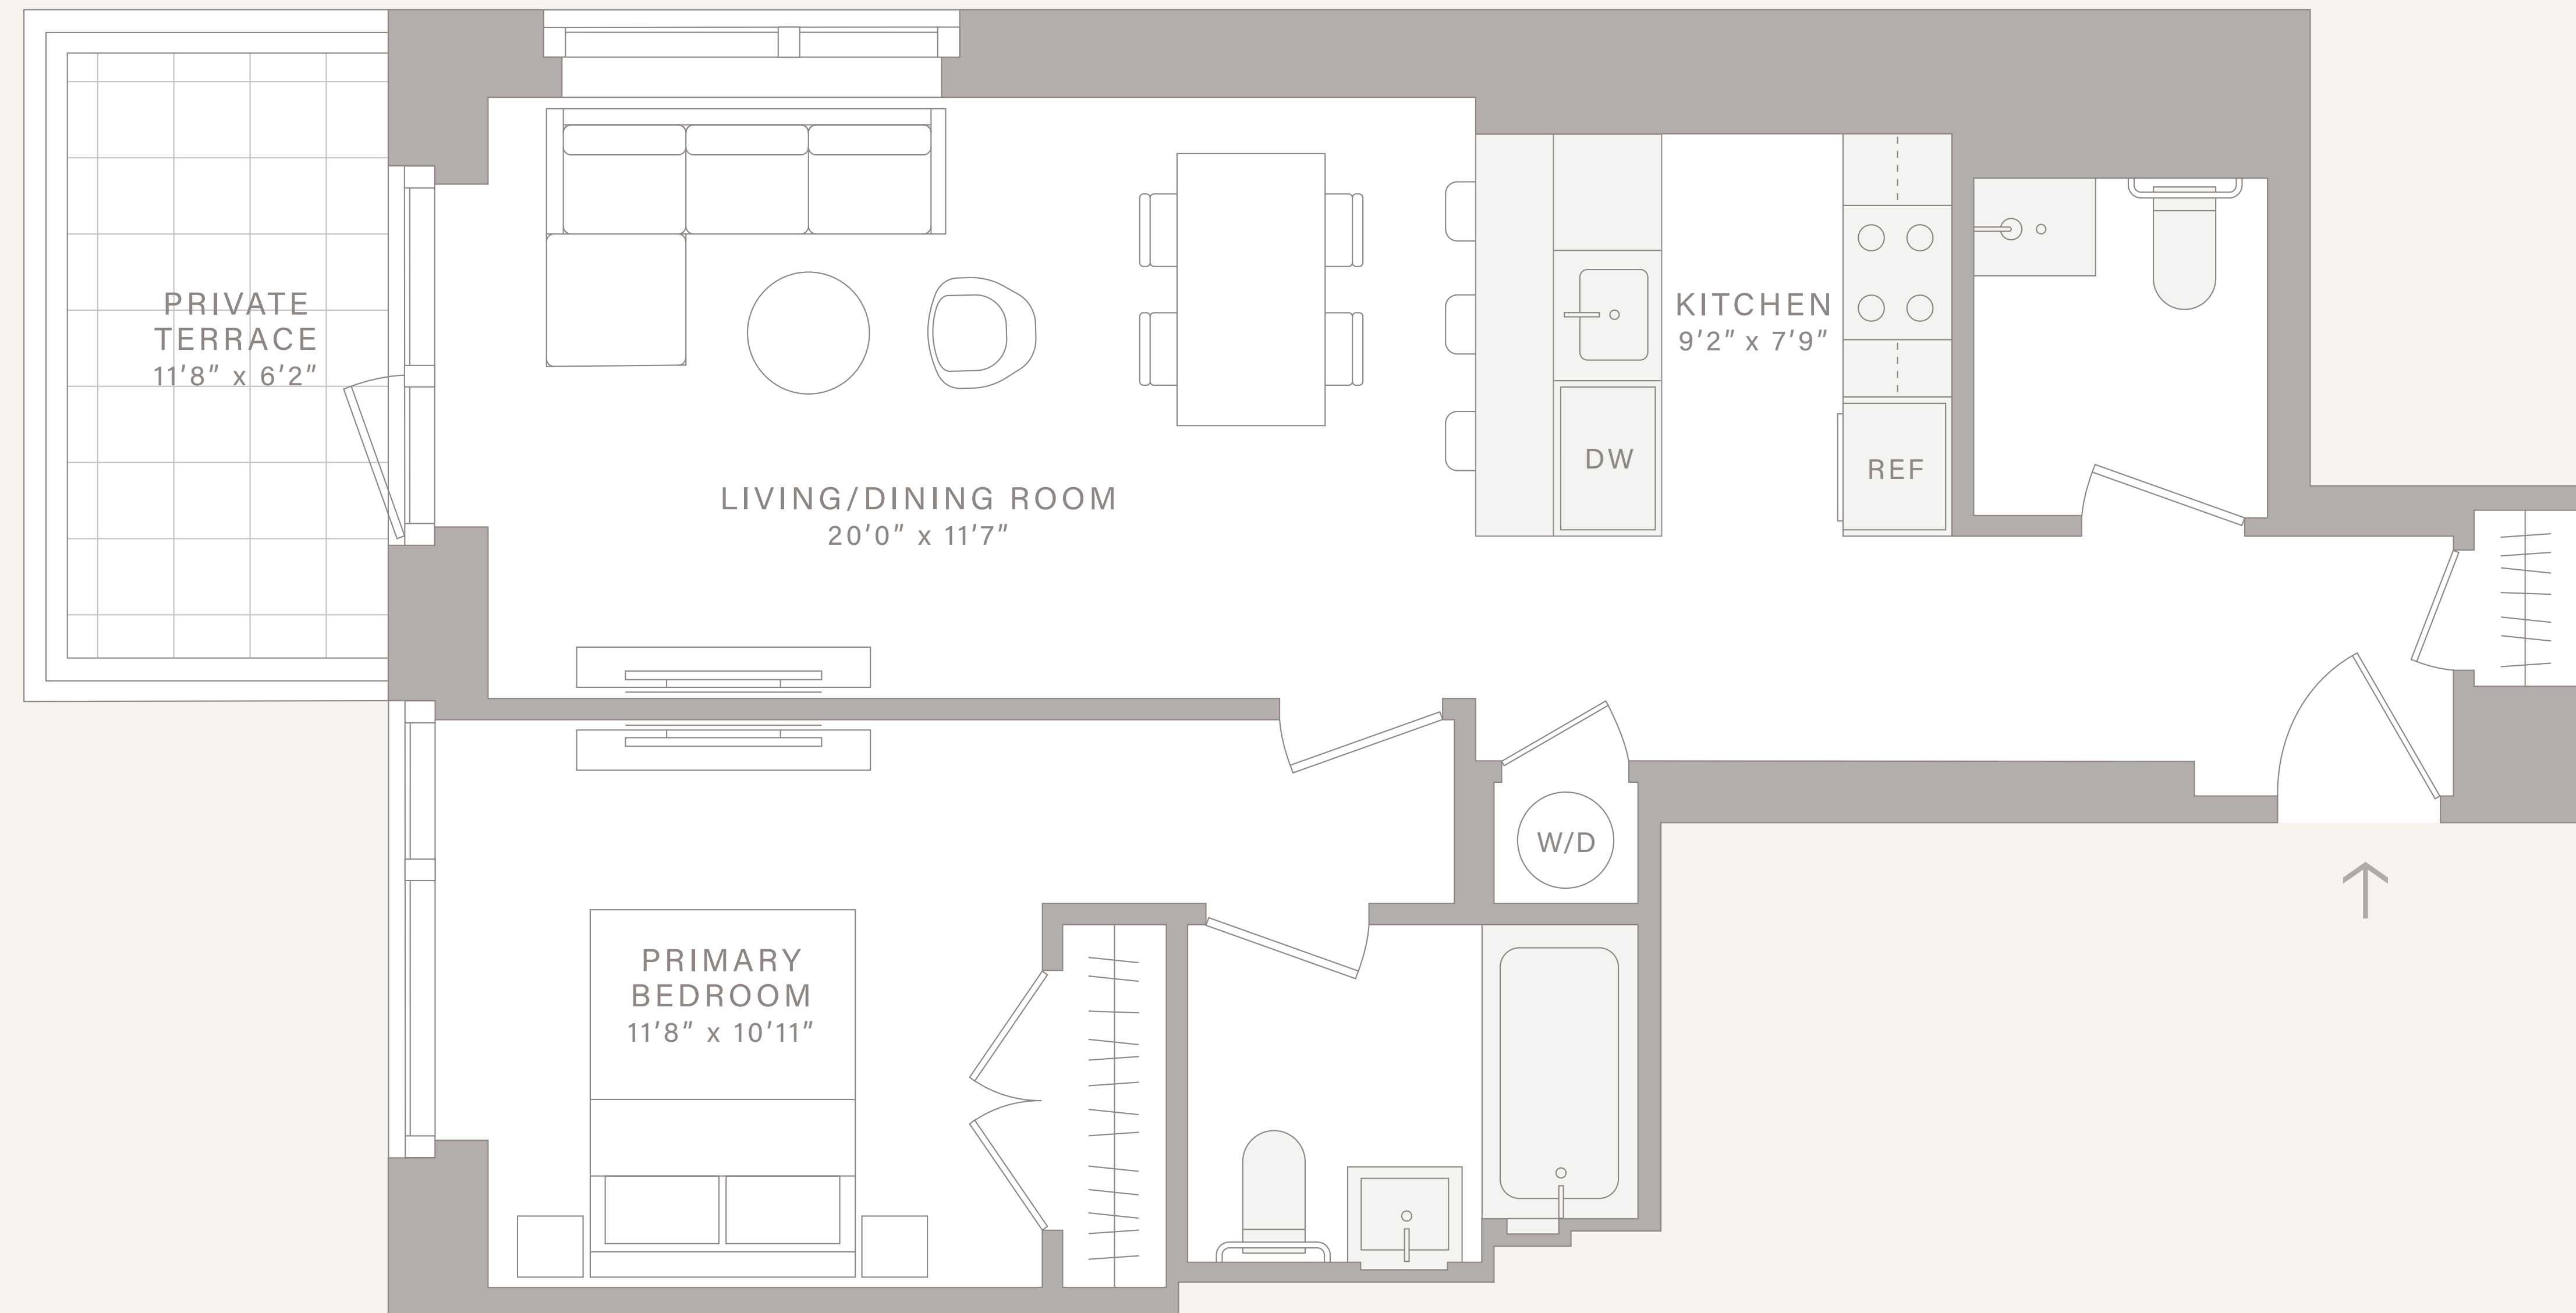 PRIVATE
TERRACE
11'8" x 6'2"
LIVING/DINING ROOM
20'0" x 11'7"
KITCHEN
9'2" x 7'9"
DW
REF
W/D
PRIMARY
BEDROOM
11'8" x 10'11"